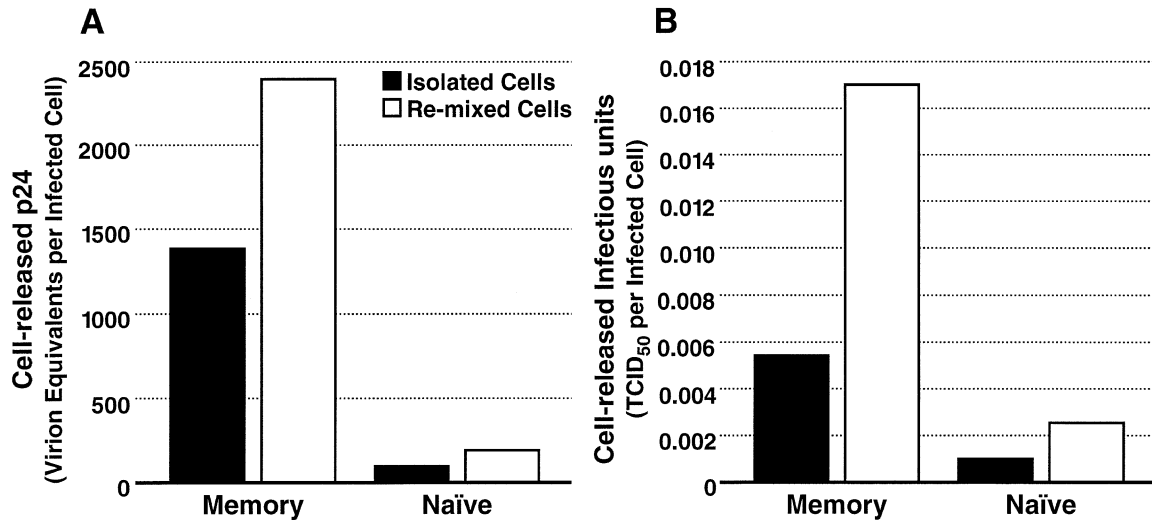 A
Cell-released p24
(Virion Equivalents per Infected Cell)
2500
2000
1500
1000
500
0
Isolated Cells
Re-mixed Cells
Memory
Naïve
B
Cell-released Infectious units
(TCID50 per Infected Cell)
0.018
0.016
0.014
0.012
0.010
0.008
0.006
0.004
0.002
0
Memory
Naïve